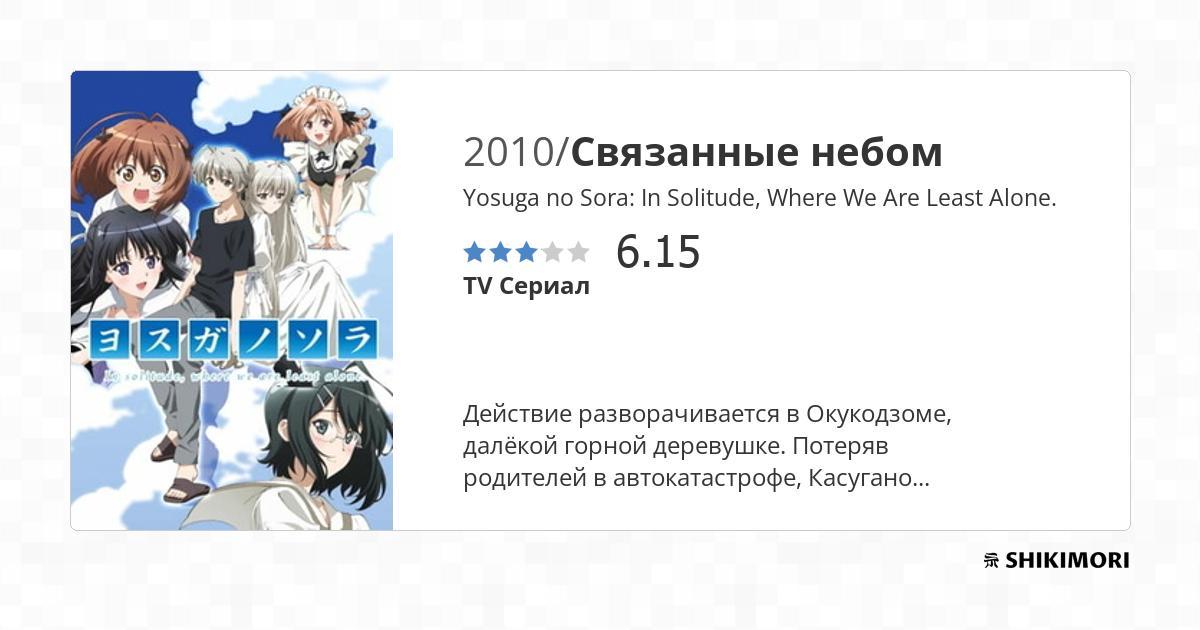 ヨスガノソラ
In solitude, where we are least alone.
2010/Связанные небом
Yosuga no Sora: In Solitude, Where We Are Least Alone.
6.15
TV Сериал
Действие разворачивается в Окукодзоме,
далёкой горной деревушке. Потеряв
родителей в автокатастрофе, Касугано...
SHIKIMORI